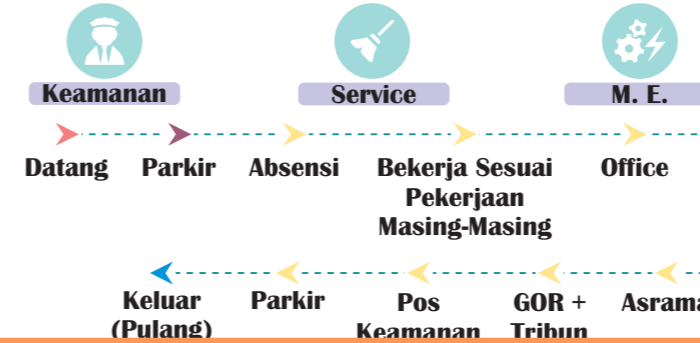 Keamanan
Service
M. E.
Datang
Parkir
Absensi
Bekerja Sesuai
Pekerjaan
Masing-Masing
Office
Keluar
(Pulang)
Parkir
Pos
Keamanan
GOR +
Tribun
Asrama